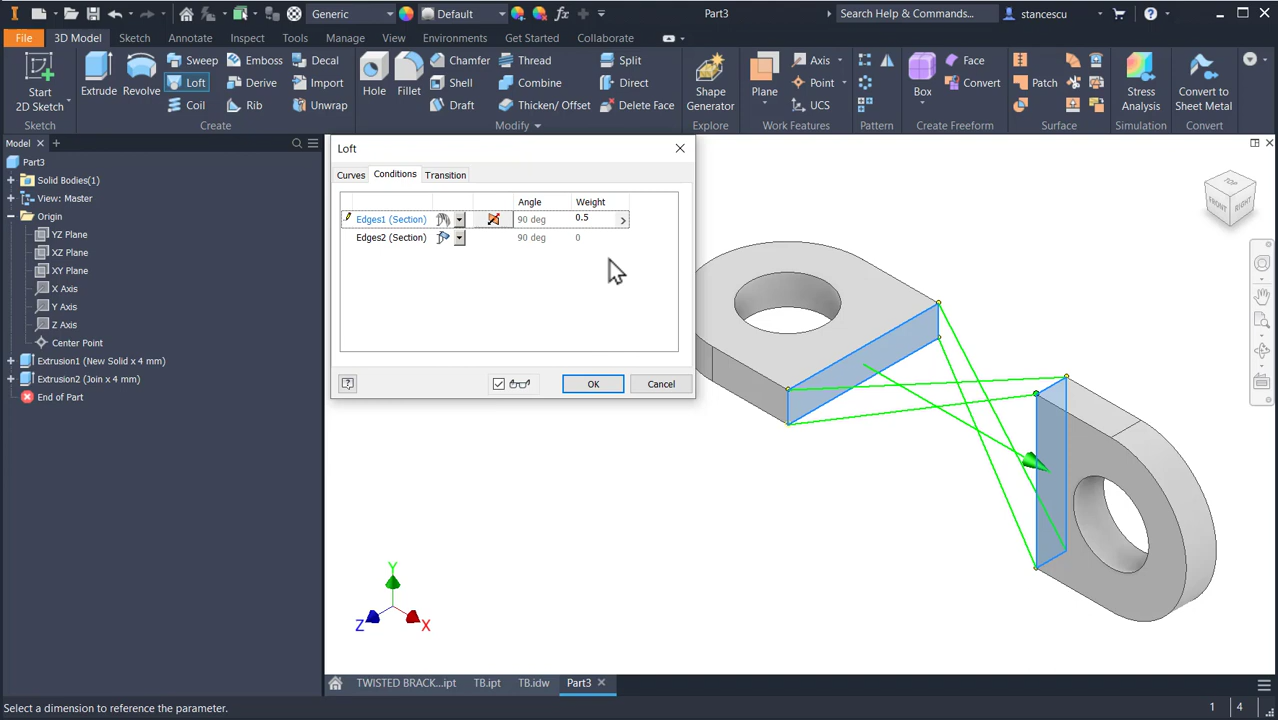 Generic
Default
Part3
Search Help & Commands...
stancescu
File
3D Model
Sketch
Annotate
Inspect
Tools
Manage
View
Environments
Get Started
Collaborate
Start
2D Sketch
Extrude
Revolve
Sweep
Loft
Coil
Emboss
Derive
Rib
Decal
Import
Unwrap
Hole
Fillet
Chamfer
Shell
Draft
Thread
Combine
Thicken/ Offset
Split
Direct
Delete Face
Shape
Generator
Plane
Axis
Point
UCS
Box
Face
Convert
Patch
Stress
Analysis
Convert to
Sheet Metal
Sketch
Create
Modify
Explore
Work Features
Pattern
Create Freeform
Surface
Simulation
Convert
Model
Part3
Solid Bodies(1)
View: Master
Origin
YZ Plane
XZ Plane
XY Plane
X Axis
Y Axis
Z Axis
Center Point
Extrusion1 (New Solid x 4 mm)
Extrusion2 (Join x 4 mm)
End of Part
Loft
Curves
Conditions
Transition
Angle
Weight
Edges1 (Section)
90 deg
0.5
Edges2 (Section)
90 deg
0
OK
Cancel
TOP
FRONT
RIGHT
Y
Z
X
TWISTED BRACK...ipt
TB.ipt
TB.idw
Part3
Select a dimension to reference the parameter.
1
4